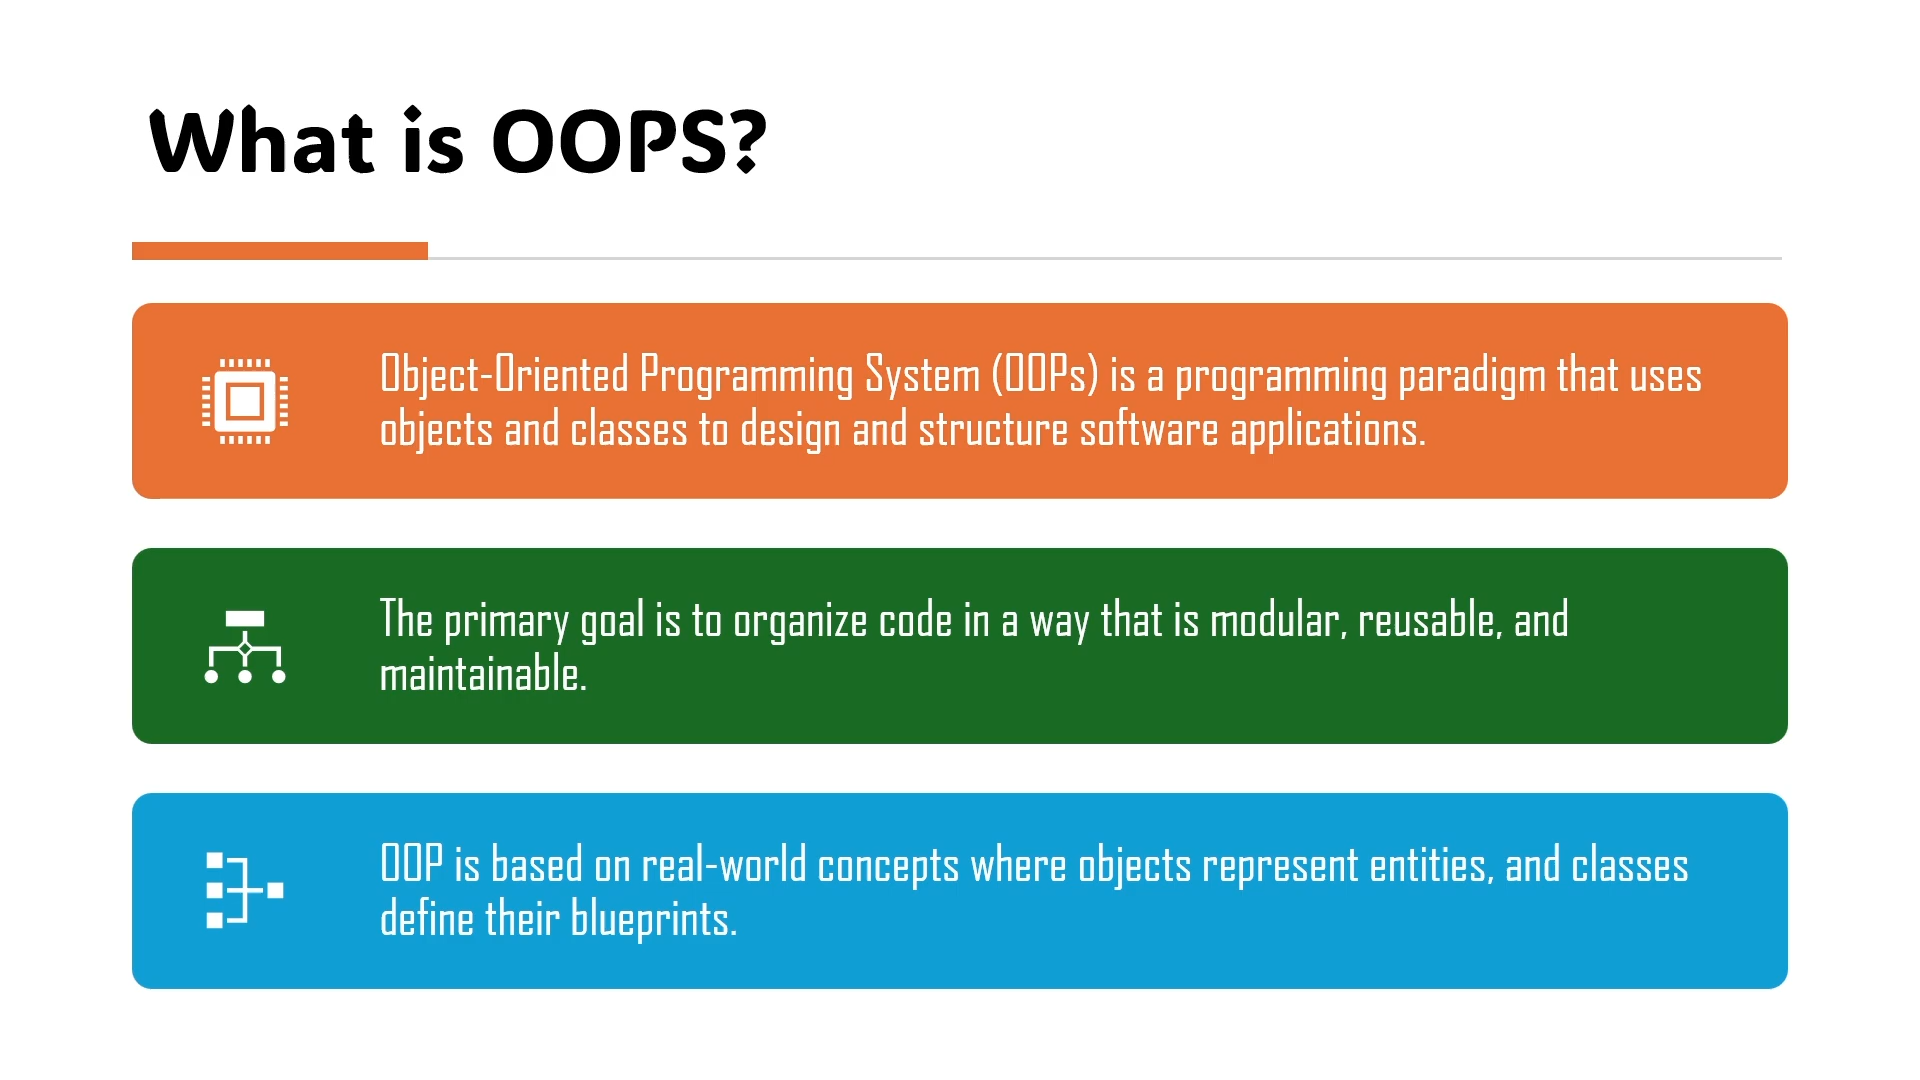 What is OOPS?
Object-Oriented Programming System (OOPs) is a programming paradigm that uses
objects and classes to design and structure software applications.
The primary goal is to organize code in a way that is modular, reusable, and
maintainable.
OOP is based on real-world concepts where objects represent entities, and classes
define their blueprints.